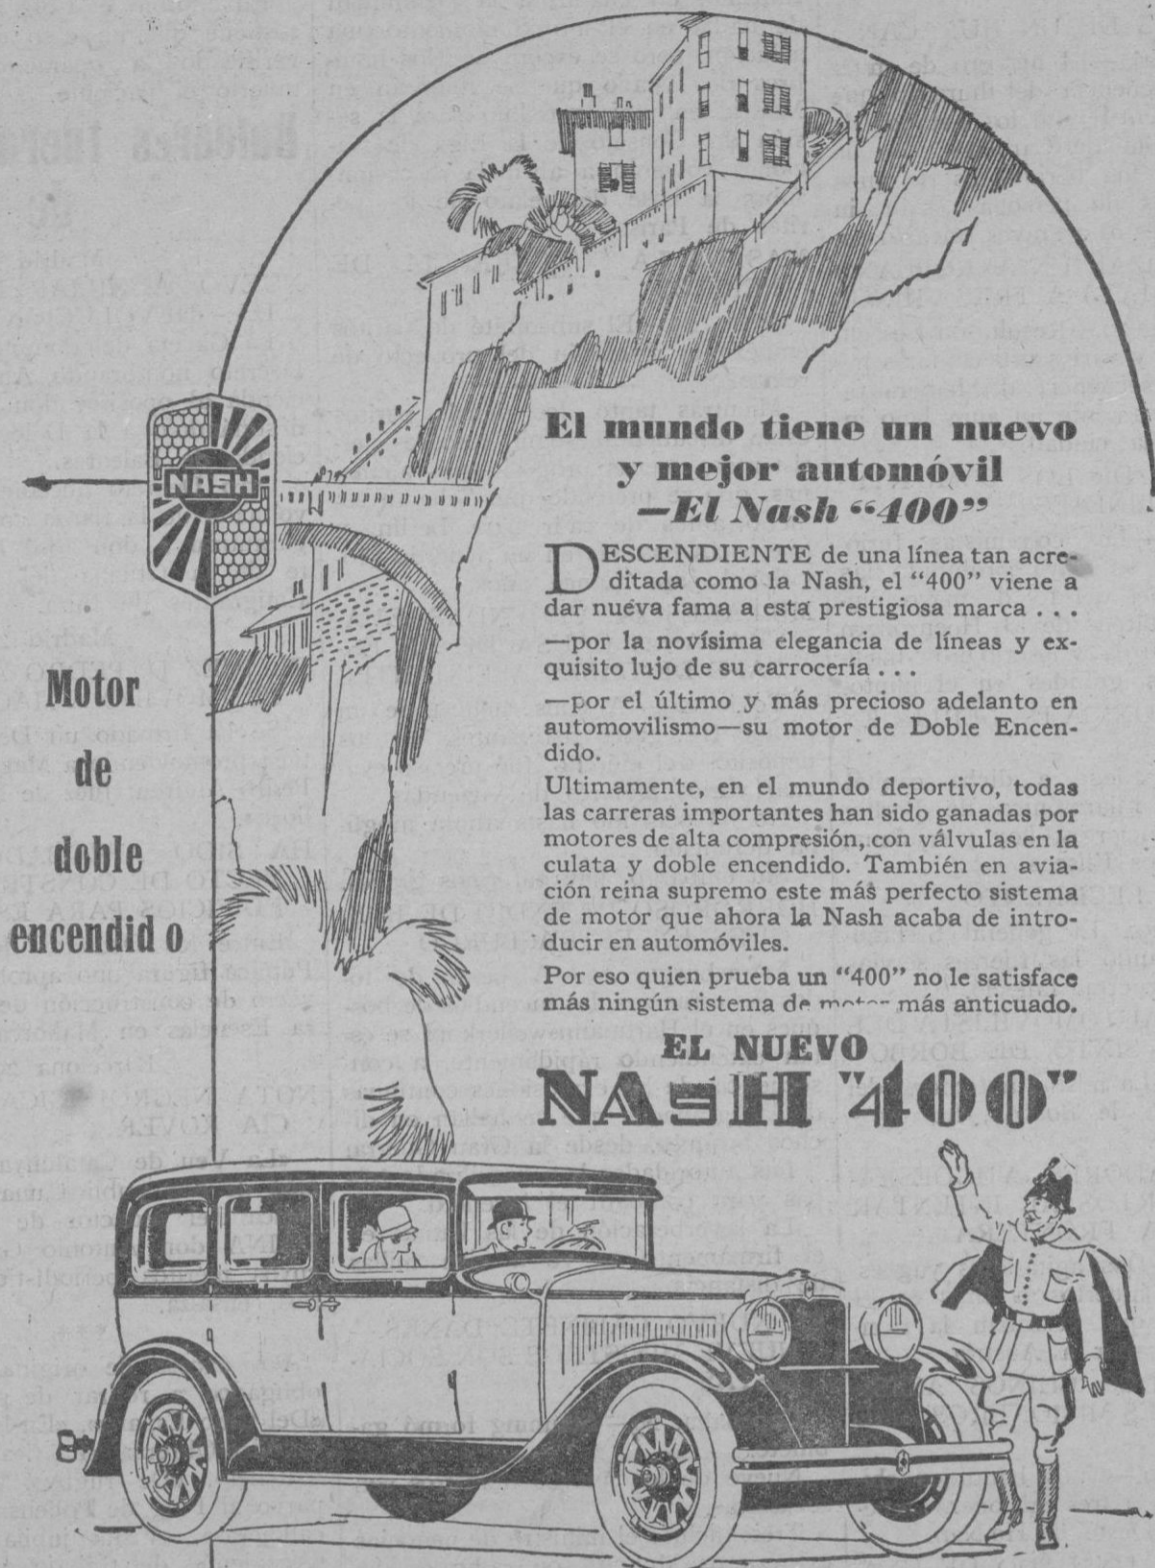 NASH
El mundo tiene un nuevo
y mejor automóvil
—El Nash “400”
DESCENDIENTE de una línea tan acre-
ditada como la Nash, el “400” viene a
dar nueva fama a esta prestigiosa marca . . .
—por la novísima elegancia de líneas y ex-
quisito lujo de su carrocería . . .
—por el último y más precioso adelanto en
automovilismo—su motor de Doble Encen-
dido.
Ultimamente, en el mundo deportivo, todas
las carreras importantes han sido ganadas por
motores de alta compresión, con válvulas en la
culata y doble encendido. También en avia-
ción reina supremo este más perfecto sistema
de motor que ahora la Nash acaba de intro-
ducir en automóviles.
Por eso quien prueba un “400” no le satisface
más ningún sistema de motor más anticuado.
Motor
de
doble
encendido
EL NUEVO
NASH "400"